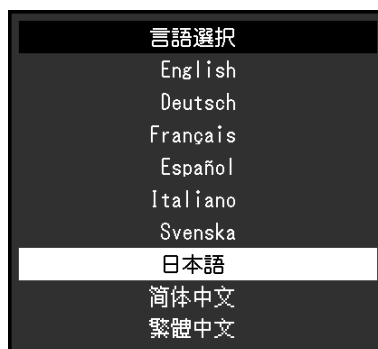 言語選択
English
Deutsch
Français
Español
Italiano
Svenska
日本語
简体中文
繁體中文